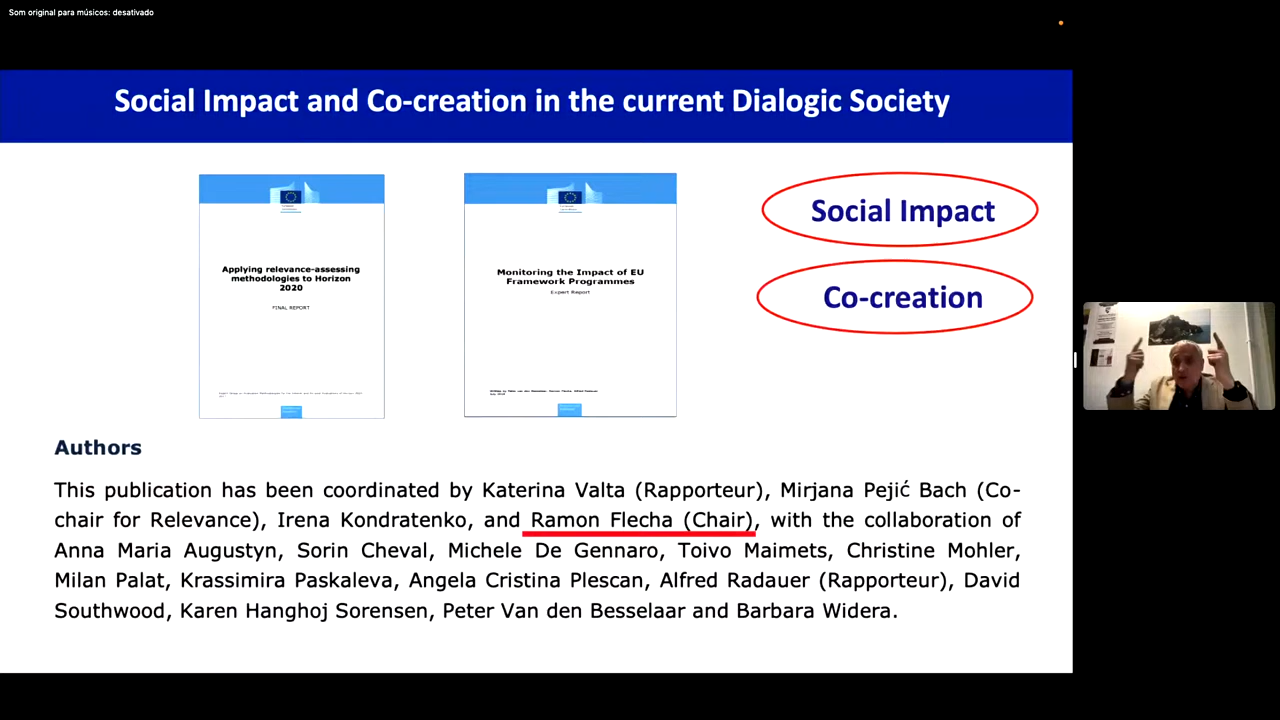 Som original para músicos: desativado
Social Impact and Co-creation in the current Dialogic Society
Applying relevance-assessing
methodologies to Horizon
2020
FINAL REPORT
Monitoring the Impact of EU
Framework Programmes
Expert Report
Social Impact
Co-creation
Authors
This publication has been coordinated by Katerina Valta (Rapporteur), Mirjana Pejić Bach (Co-
chair for Relevance), Irena Kondratenko, and Ramon Flecha (Chair), with the collaboration of
Anna Maria Augustyn, Sorin Cheval, Michele De Gennaro, Toivo Maimets, Christine Mohler,
Milan Palat, Krassimira Paskaleva, Angela Cristina Plescan, Alfred Radauer (Rapporteur), David
Southwood, Karen Hanghoj Sorensen, Peter Van den Besselaar and Barbara Widera.